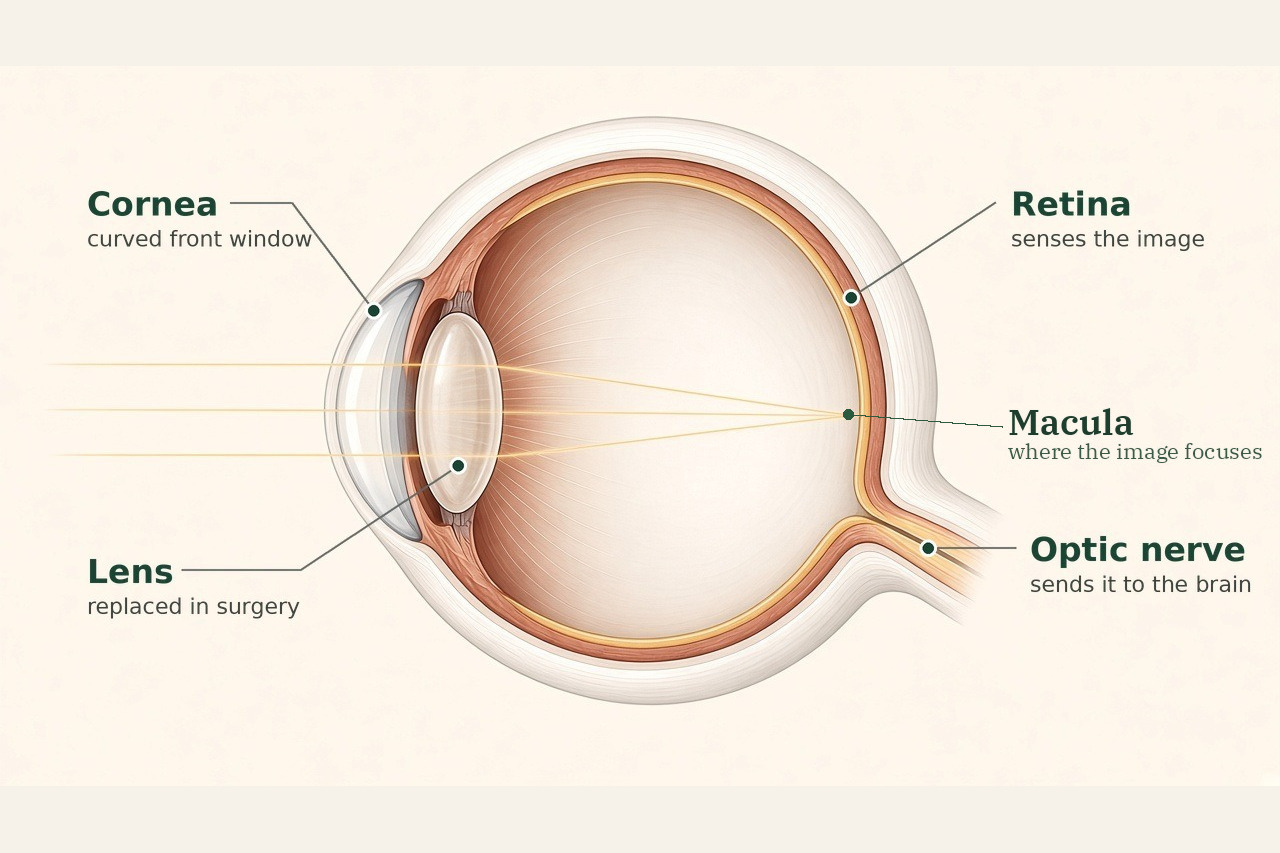 Cornea
curved front window
Retina
senses the image
Macula
where the image focuses
Optic nerve
sends it to the brain
Lens
replaced in surgery